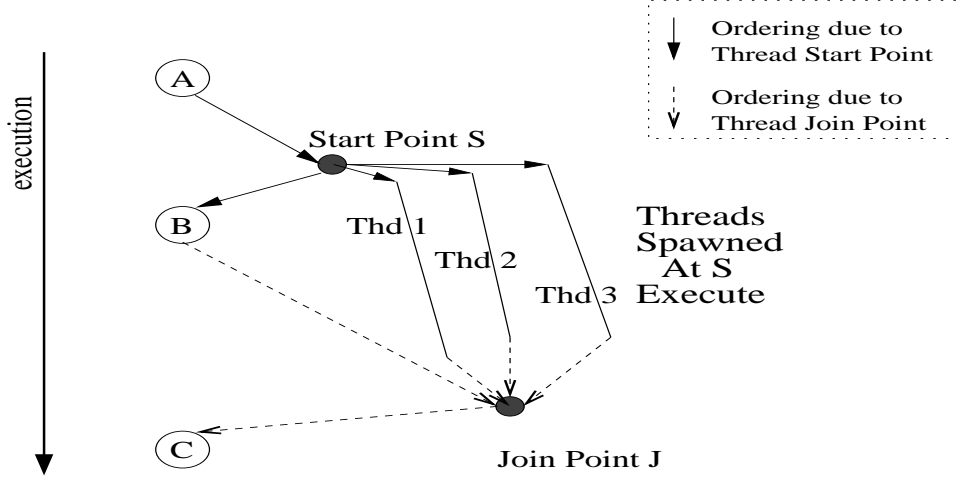 Ordering due to
Thread Start Point
Ordering due to
Thread Join Point
execution
A
Start Point S
B
Thd 1
Thd 2
Thd 3
Threads
Spawned
At S
Execute
C
Join Point J